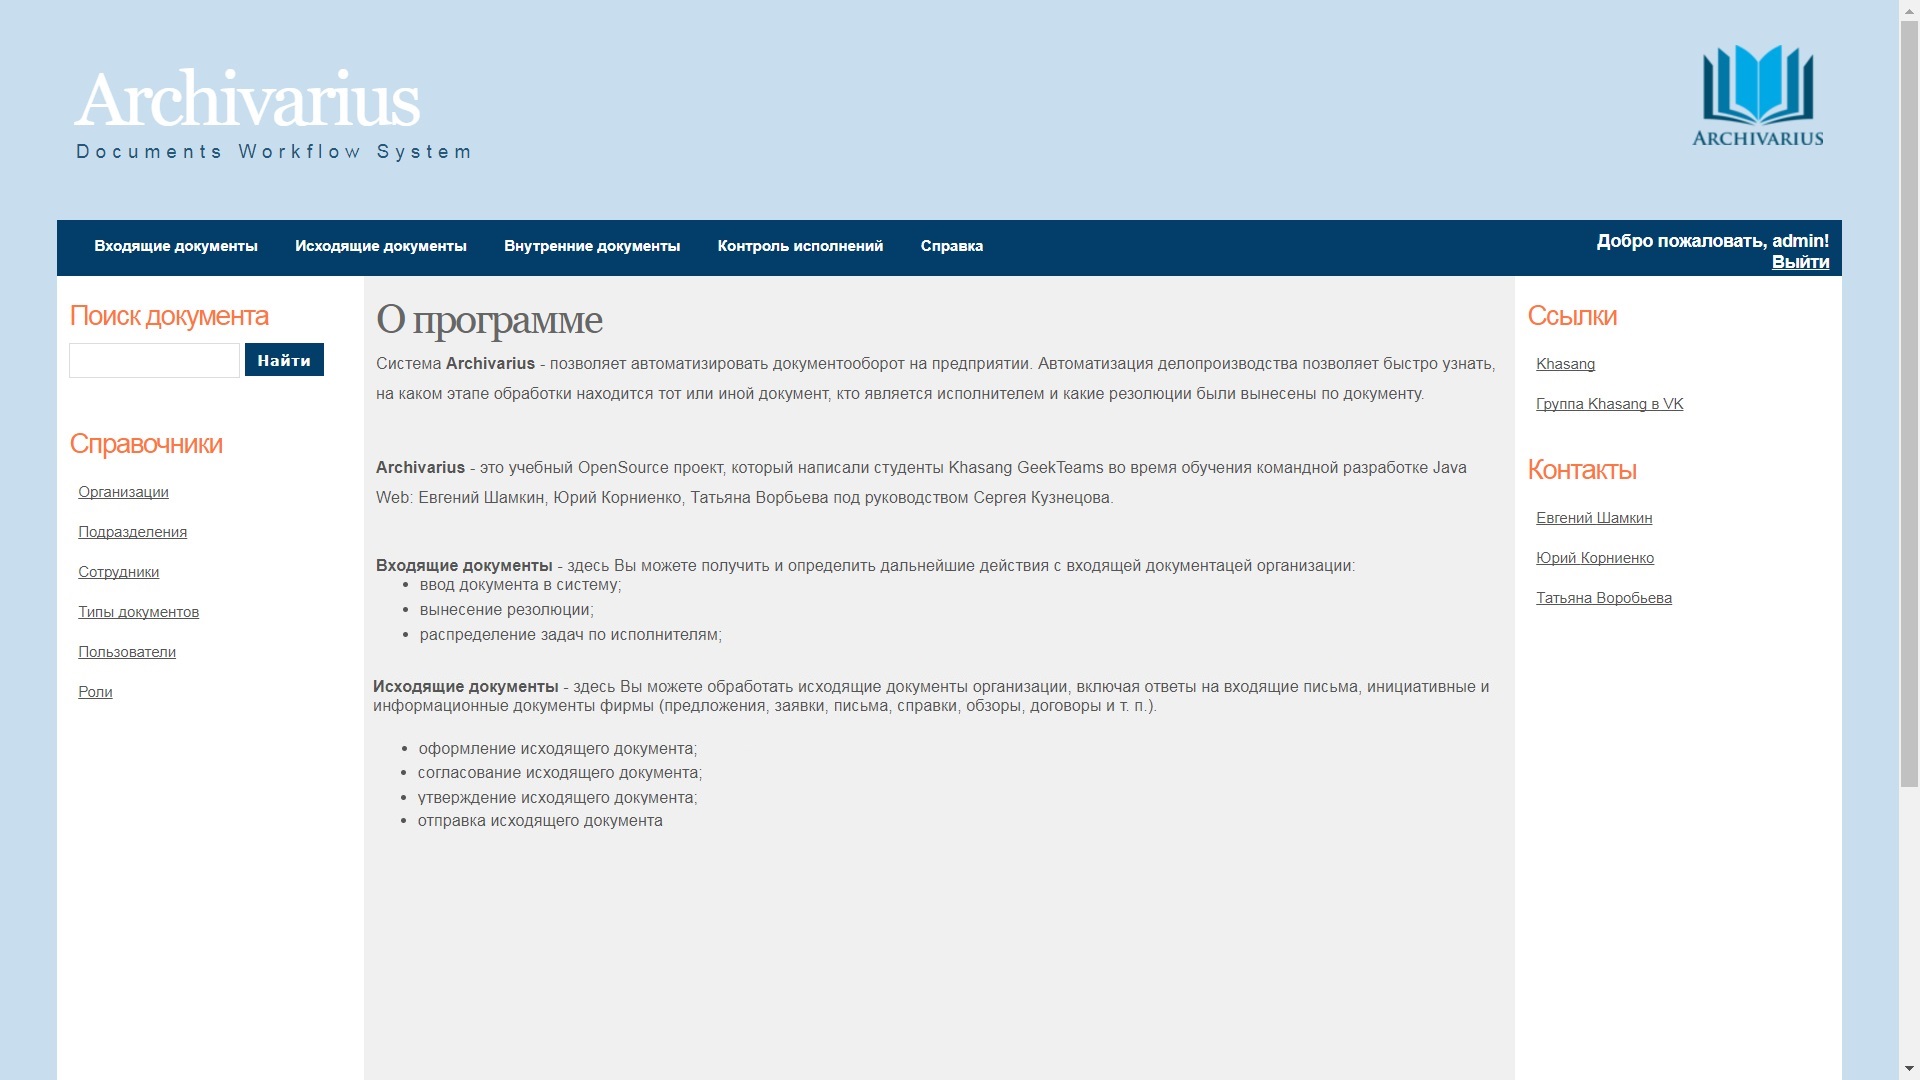 Archivarius
Documents Workflow System
ARCHIVARIUS
Входящие документы Исходящие документы Внутренние документы Контроль исполнений Справка
Добро пожаловать, admin!
Выйти
Поиск документа
Найти
Справочники
Организации
Подразделения
Сотрудники
Типы документов
Пользователи
Роли
О программе
Система Archivarius - позволяет автоматизировать документооборот на предприятии. Автоматизация делопроизводства позволяет быстро узнать,
на каком этапе обработки находится тот или иной документ, кто является исполнителем и какие резолюции были вынесены по документу.
Archivarius - это учебный OpenSource проект, который написали студенты Khasang GeekTeams во время обучения командной разработке Java
Web: Евгений Шамкин, Юрий Корниенко, Татьяна Ворбьева под руководством Сергея Кузнецова.
Входящие документы - здесь Вы можете получить и определить дальнейшие действия с входящей документацей организации:
• ввод документа в систему;
• вынесение резолюции;
• распределение задач по исполнителям;
Исходящие документы - здесь Вы можете обработать исходящие документы организации, включая ответы на входящие письма, инициативные и
информационные документы фирмы (предложения, заявки, письма, справки, обзоры, договоры и т. п.).
• оформление исходящего документа;
• согласование исходящего документа;
• утверждение исходящего документа;
• отправка исходящего документа
Ссылки
Khasang
Группа Khasang в VK
Контакты
Евгений Шамкин
Юрий Корниенко
Татьяна Воробьева